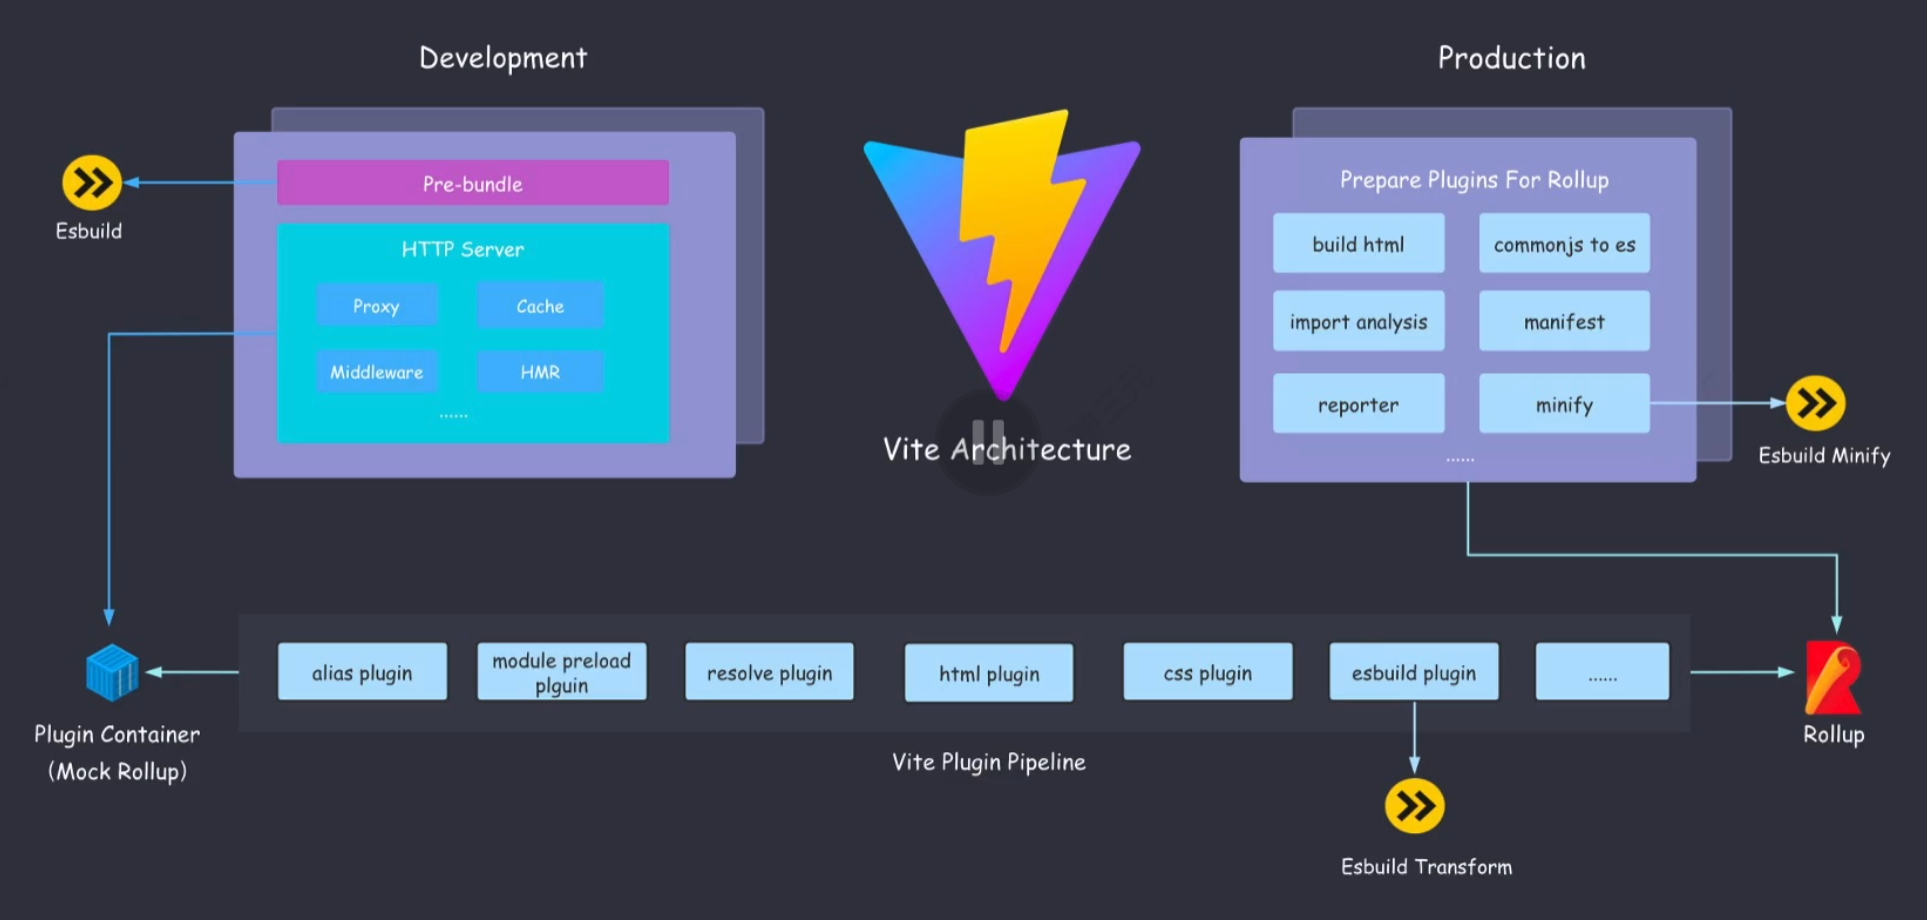 Development
Production
Esbuild
Pre-bundle
HTTP Server
Proxy
Cache
Middleware
HMR
......
Vite Architecture
Prepare Plugins For Rollup
build html
commonjs to es
import analysis
manifest
reporter
minify
......
Esbuild Minify
Plugin Container
(Mock Rollup)
alias plugin
module preload
plguin
resolve plugin
html plugin
css plugin
esbuild plugin
......
Rollup
Vite Plugin Pipeline
Esbuild Transform